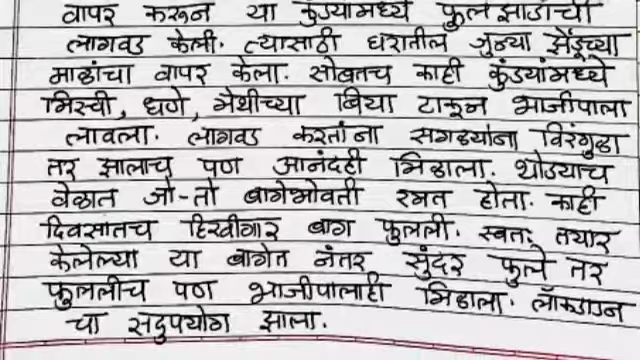 वापर करून या कुंड्यांमध्ये फुलझाडांची
लागवड केली. त्यासाठी घरातील जुन्या झेंडूच्या
माळांचा वापर केला. सोबतच काही कुंड्यांमध्ये
मिरची, धणे, मेथीच्या बिया टाकून भाजीपाला
लावला. लागवड करतांना सगळ्यांना विरंगुळा
तर झालाच पण आनंदही मिळाला. थोड्याच
वेळात जो-तो बागेभोवती रमत होता. काही
दिवसातच हिरवीगार बाग फुलली. स्वतः तयार
केलेल्या या बागेत नंतर सुंदर फुले तर
फुललीच पण भाजीपालाही मिळाला. लॉकडाउन
चा सदुपयोग झाला.